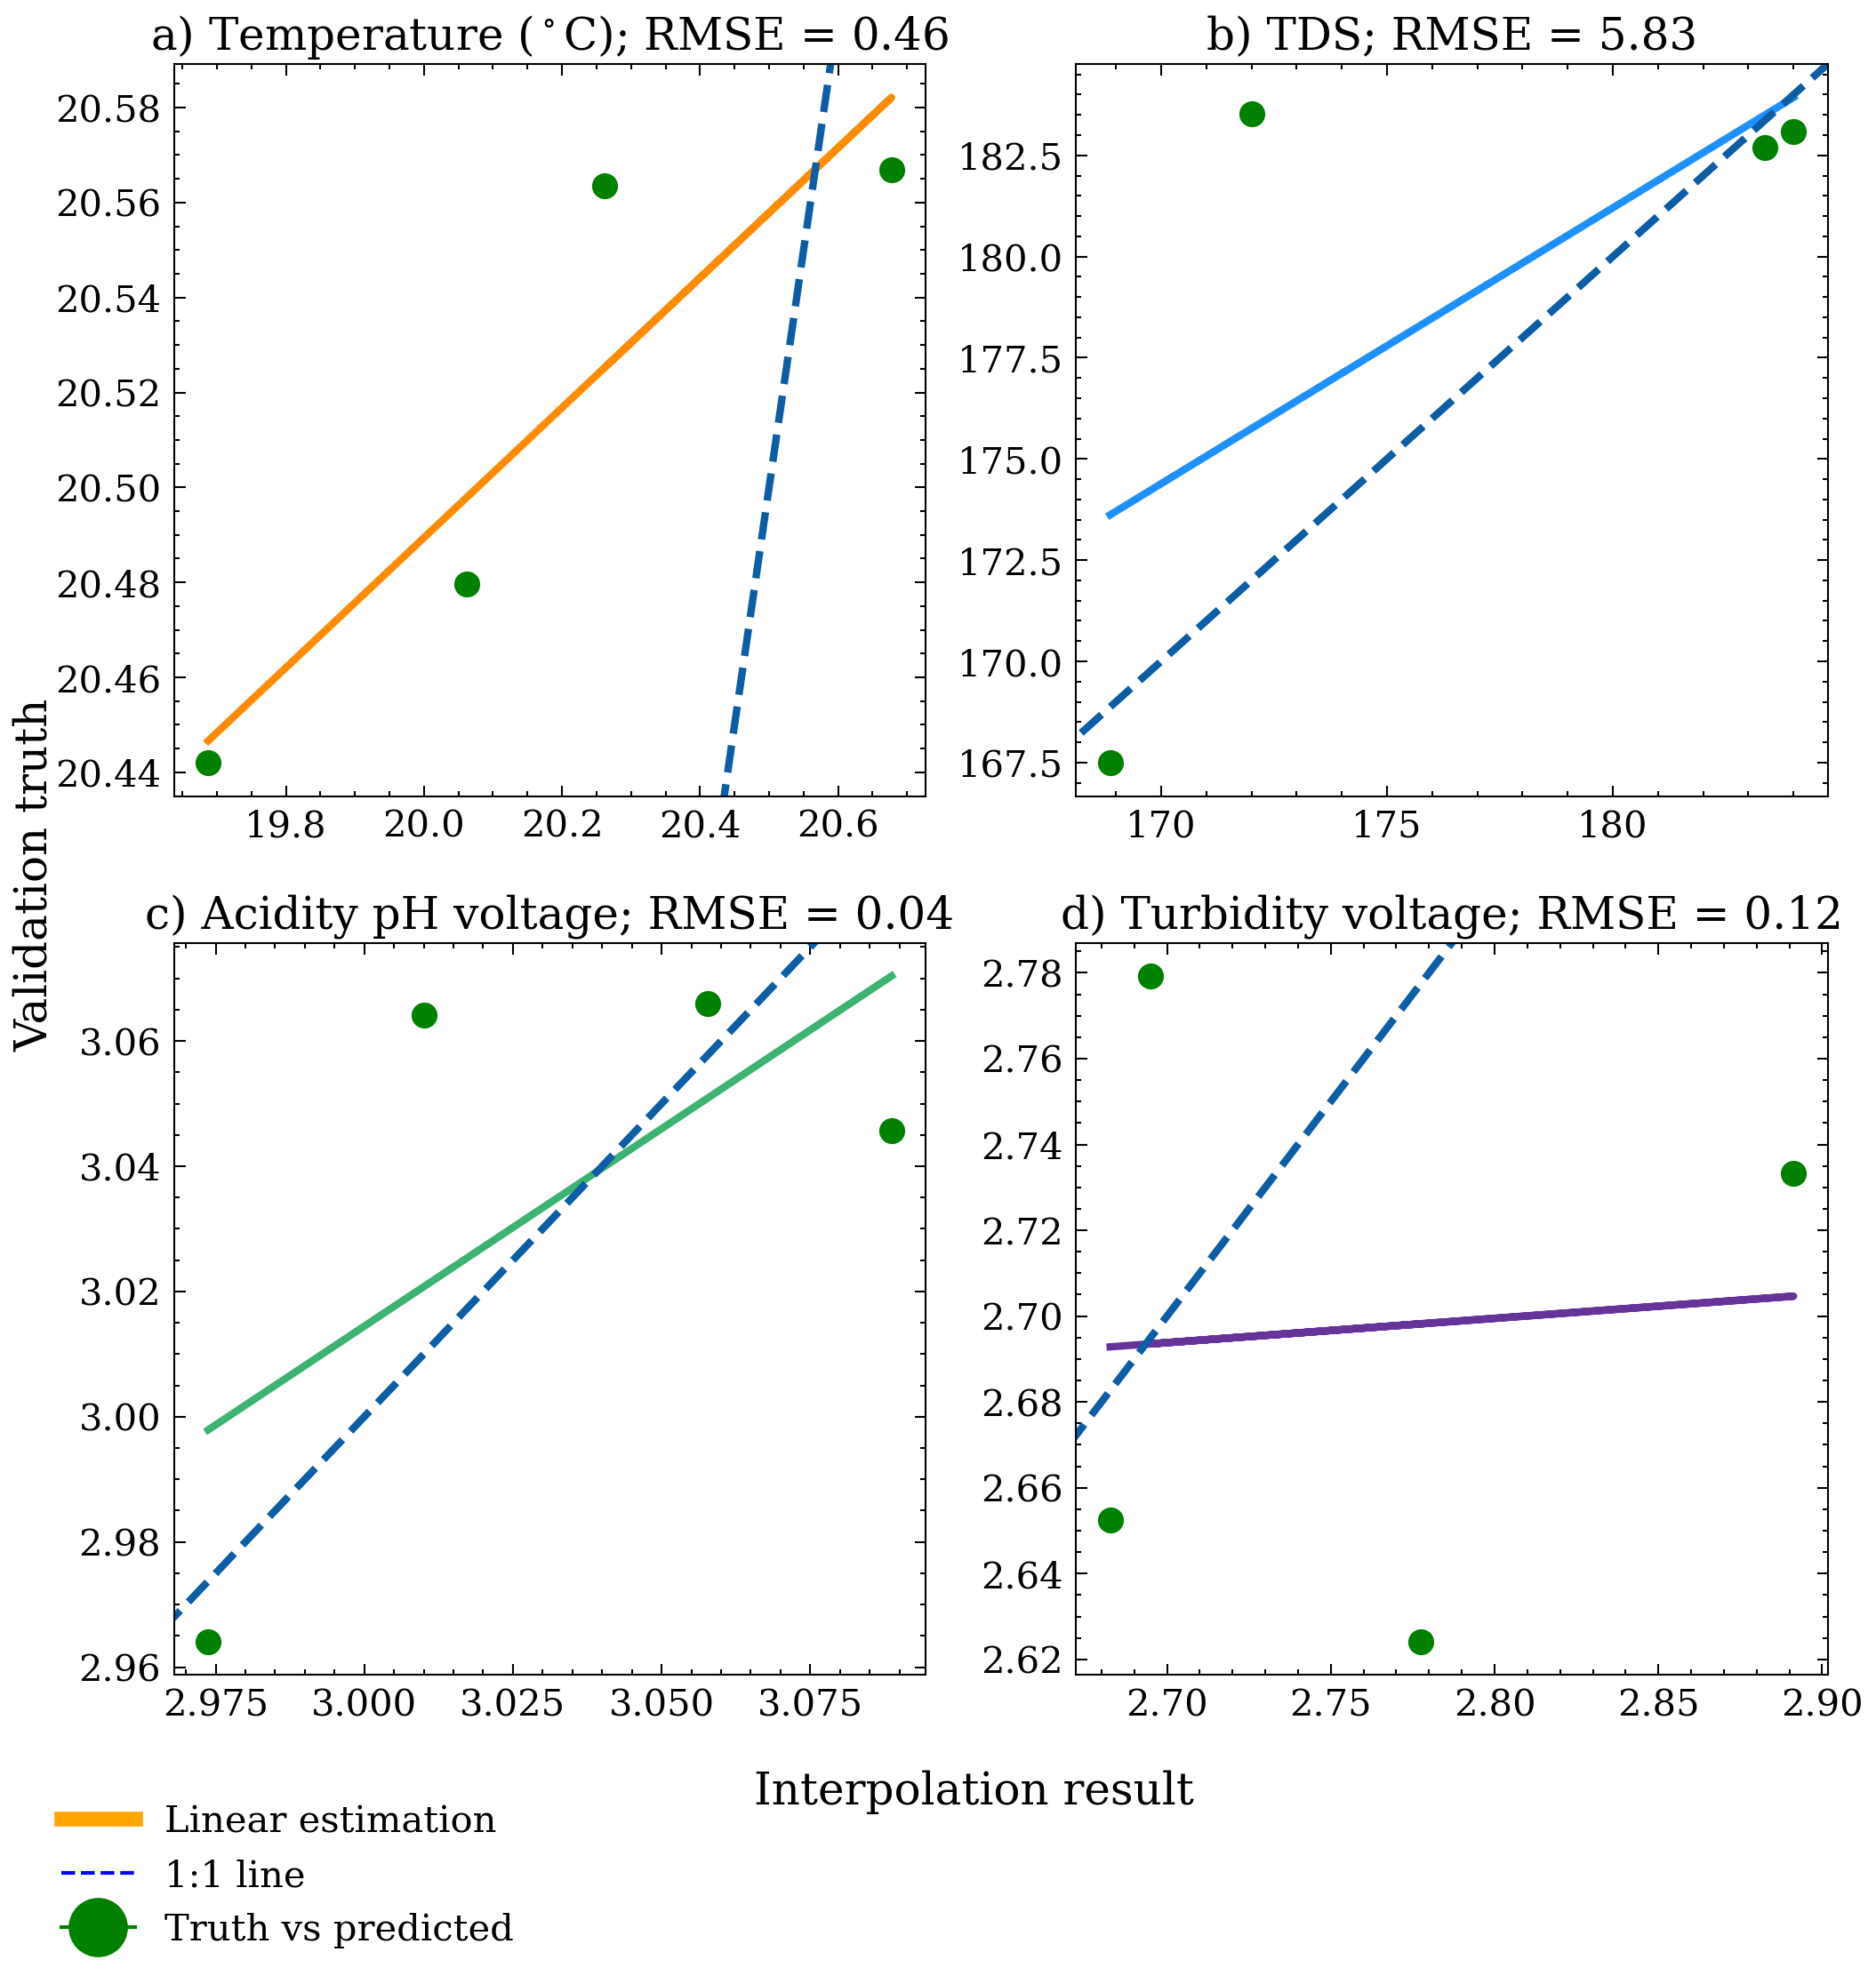 a) Temperature (°C); RMSE = 0.46
20.58
20.56
20.54
20.52
20.50
20.48
20.46
20.44
19.8 20.0 20.2 20.4 20.6
b) TDS; RMSE = 5.83
182.5
180.0
177.5
175.0
172.5
170.0
167.5
170 175 180
Validation truth
c) Acidity pH voltage; RMSE = 0.04
3.06
3.04
3.02
3.00
2.98
2.96
2.975 3.000 3.025 3.050 3.075
d) Turbidity voltage; RMSE = 0.12
2.78
2.76
2.74
2.72
2.70
2.68
2.66
2.64
2.62
2.70 2.75 2.80 2.85 2.90
Interpolation result
Linear estimation
1:1 line
Truth vs predicted